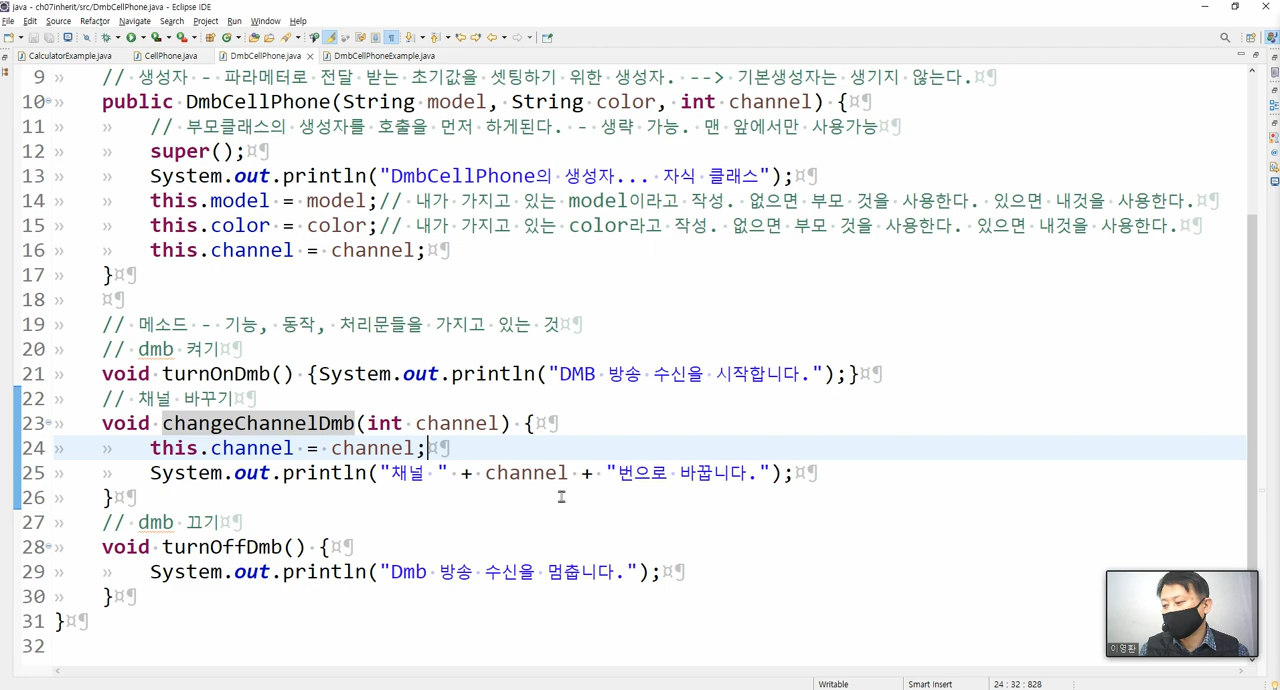 java - ch07inherit/src/DmbCellPhone.java - Eclipse IDE
File Edit Source Refactor Navigate Search Project Run Window Help
CalculatorExample.java CellPhone.java DmbCellPhone.java DmbCellPhoneExample.java
9 // 생성자 - 파라메터로 전달 받는 초기값을 셋팅하기 위한 생성자. --> 기본생성자는 생기지 않는다.
10 public DmbCellPhone(String model, String color, int channel) {
11 // 부모클래스의 생성자를 호출을 먼저 하게된다. - 생략 가능. 맨 앞에서만 사용가능
12 super();
13 System.out.println("DmbCellPhone의 생성자... 자식 클래스");
14 this.model = model;// 내가 가지고 있는 model이라고 작성. 없으면 부모 것을 사용한다. 있으면 내것을 사용한다.
15 this.color = color;// 내가 가지고 있는 color라고 작성. 없으면 부모 것을 사용한다. 있으면 내것을 사용한다.
16 this.channel = channel;
17 }
18
19 // 메소드 - 기능, 동작, 처리문들을 가지고 있는 것
20 // dmb 켜기
21 void turnOnDmb() {System.out.println("DMB 방송 수신을 시작합니다.");}
22 // 채널 바꾸기
23 void changeChannelDmb(int channel) {
24 this.channel = channel;
25 System.out.println("채널 " + channel + "번으로 바꿉니다.");
26 }
27 // dmb 끄기
28 void turnOffDmb() {
29 System.out.println("Dmb 방송 수신을 멈춥니다.");
30 }
31 }
32
이영환
Writable Smart Insert 24 : 32 : 828